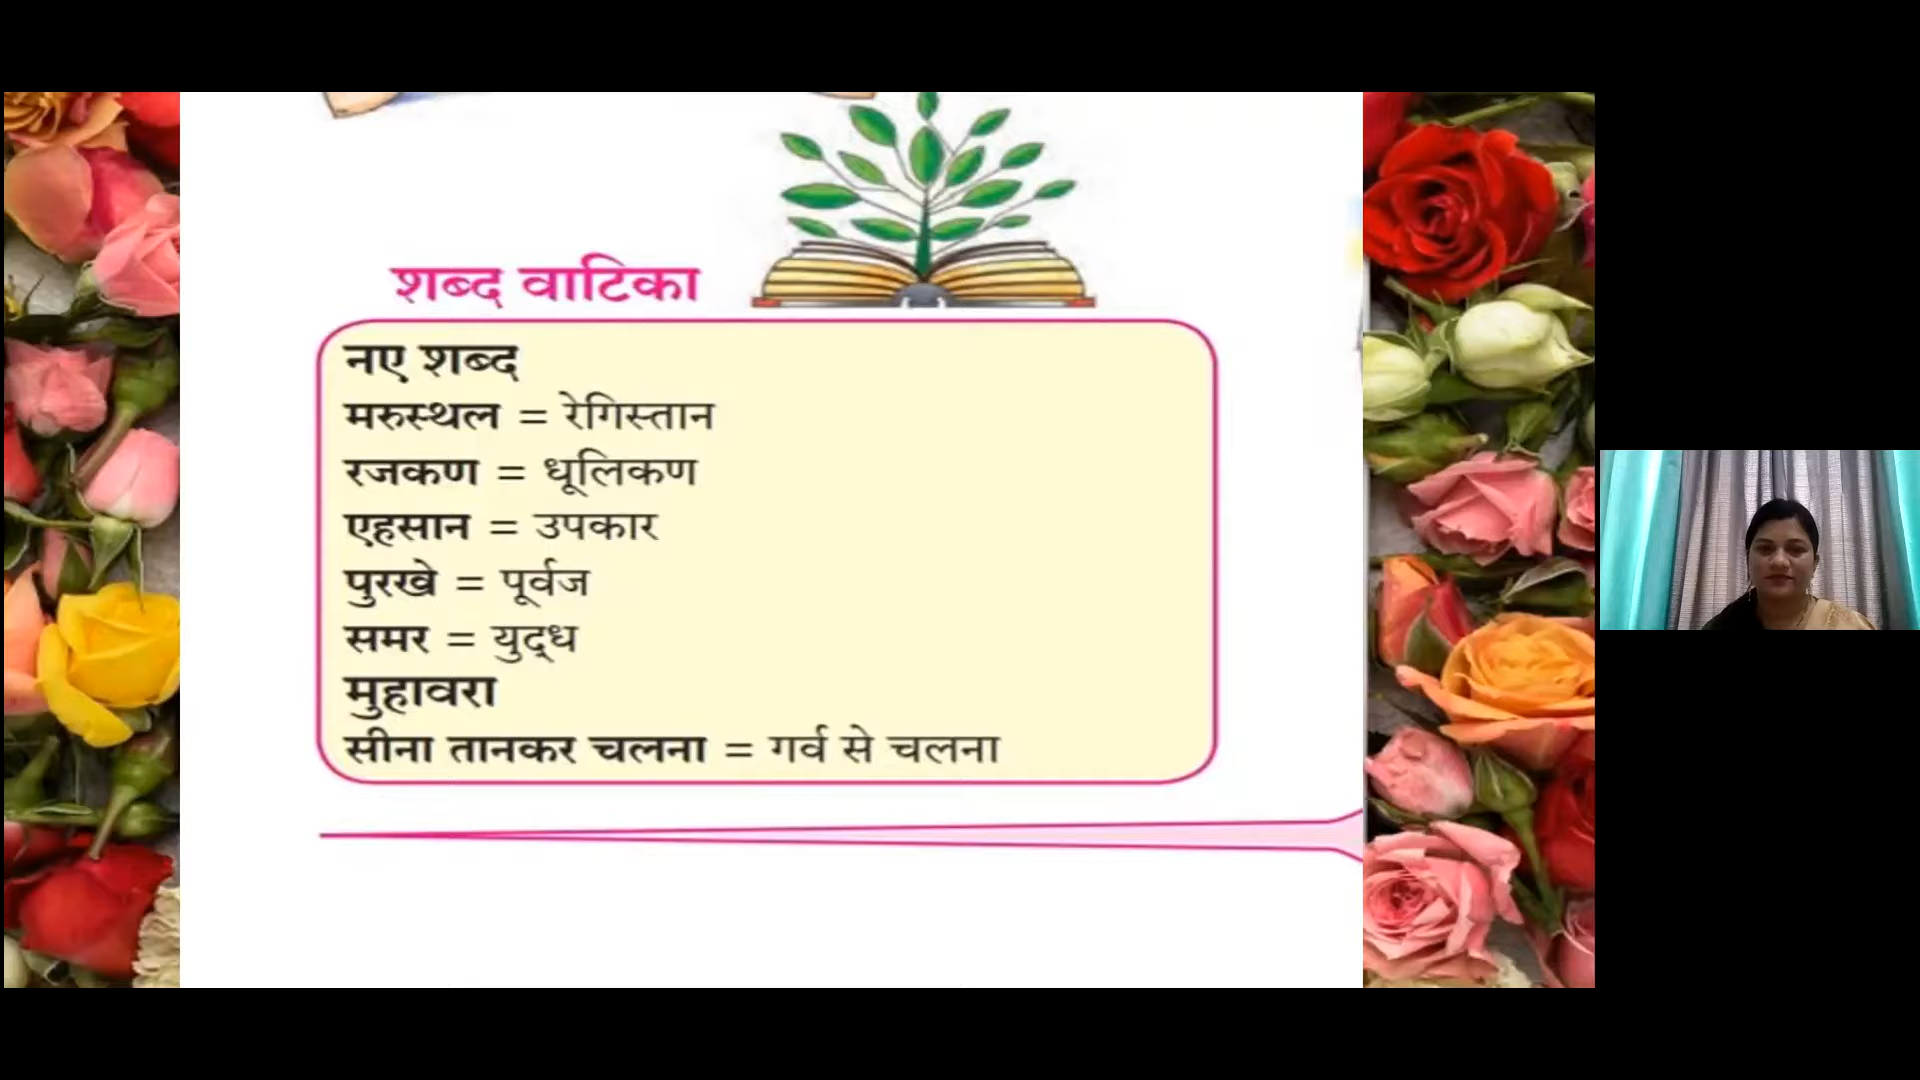 शब्द वाटिका
नए शब्द
मरुस्थल = रेगिस्तान
रजकण = धूलिकण
एहसान = उपकार
पुरखे = पूर्वज
समर = युद्‌ध
मुहावरा
सीना तानकर चलना = गर्व से चलना